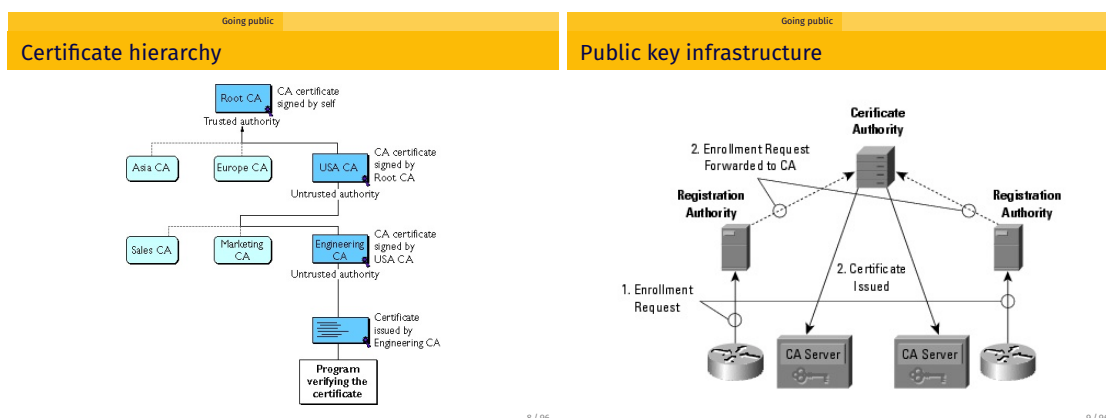 Going public
Certificate hierarchy
Root CA
CA certificate
signed by self
Trusted authority
Asia CA
Europe CA
USA CA
CA certificate
signed by
Root CA
Untrusted authority
Sales CA
Marketing
CA
Engineering
CA
CA certificate
signed by
USA CA
Untrusted authority
Certificate
issued by
Engineering CA
Program
verifying the
certificate
8 / 96
Going public
Public key infrastructure
Cerificate
Authority
2. Enrollment Request
Forwarded to CA
Registration
Authority
Registration
Authority
2. Certificate
Issued
1. Enrollment
Request
CA Server
CA Server